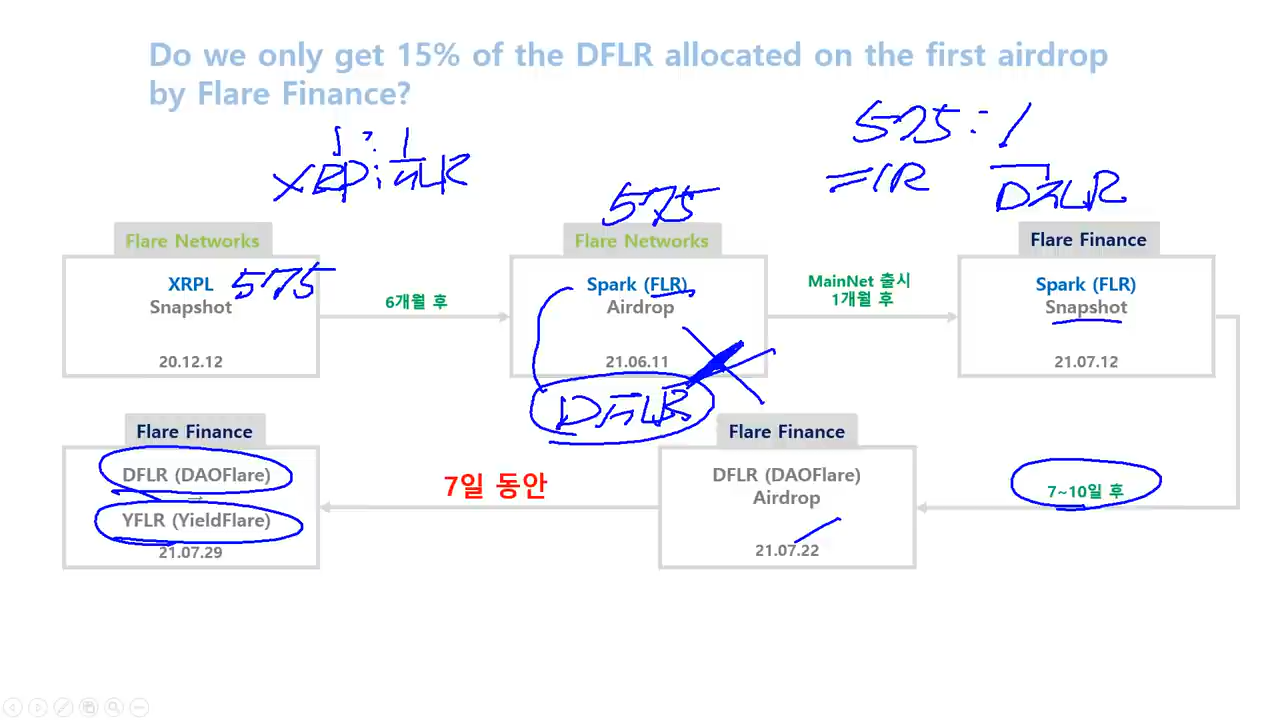 Do we only get 15% of the DFLR allocated on the first airdrop
by Flare Finance?
1 : 1
XRP : FLR
575 : 1
DFLR
575
Flare Networks
XRPL
575
Snapshot
20.12.12
6개월 후
Flare Networks
Spark (FLR)
Airdrop
21.06.11
DFLR
MainNet 출시
1개월 후
Flare Finance
Spark (FLR)
Snapshot
21.07.12
7~10일 후
Flare Finance
DFLR (DAOFlare)
Airdrop
21.07.22
7일 동안
Flare Finance
DFLR (DAOFlare)
→
YFLR (YieldFlare)
21.07.29